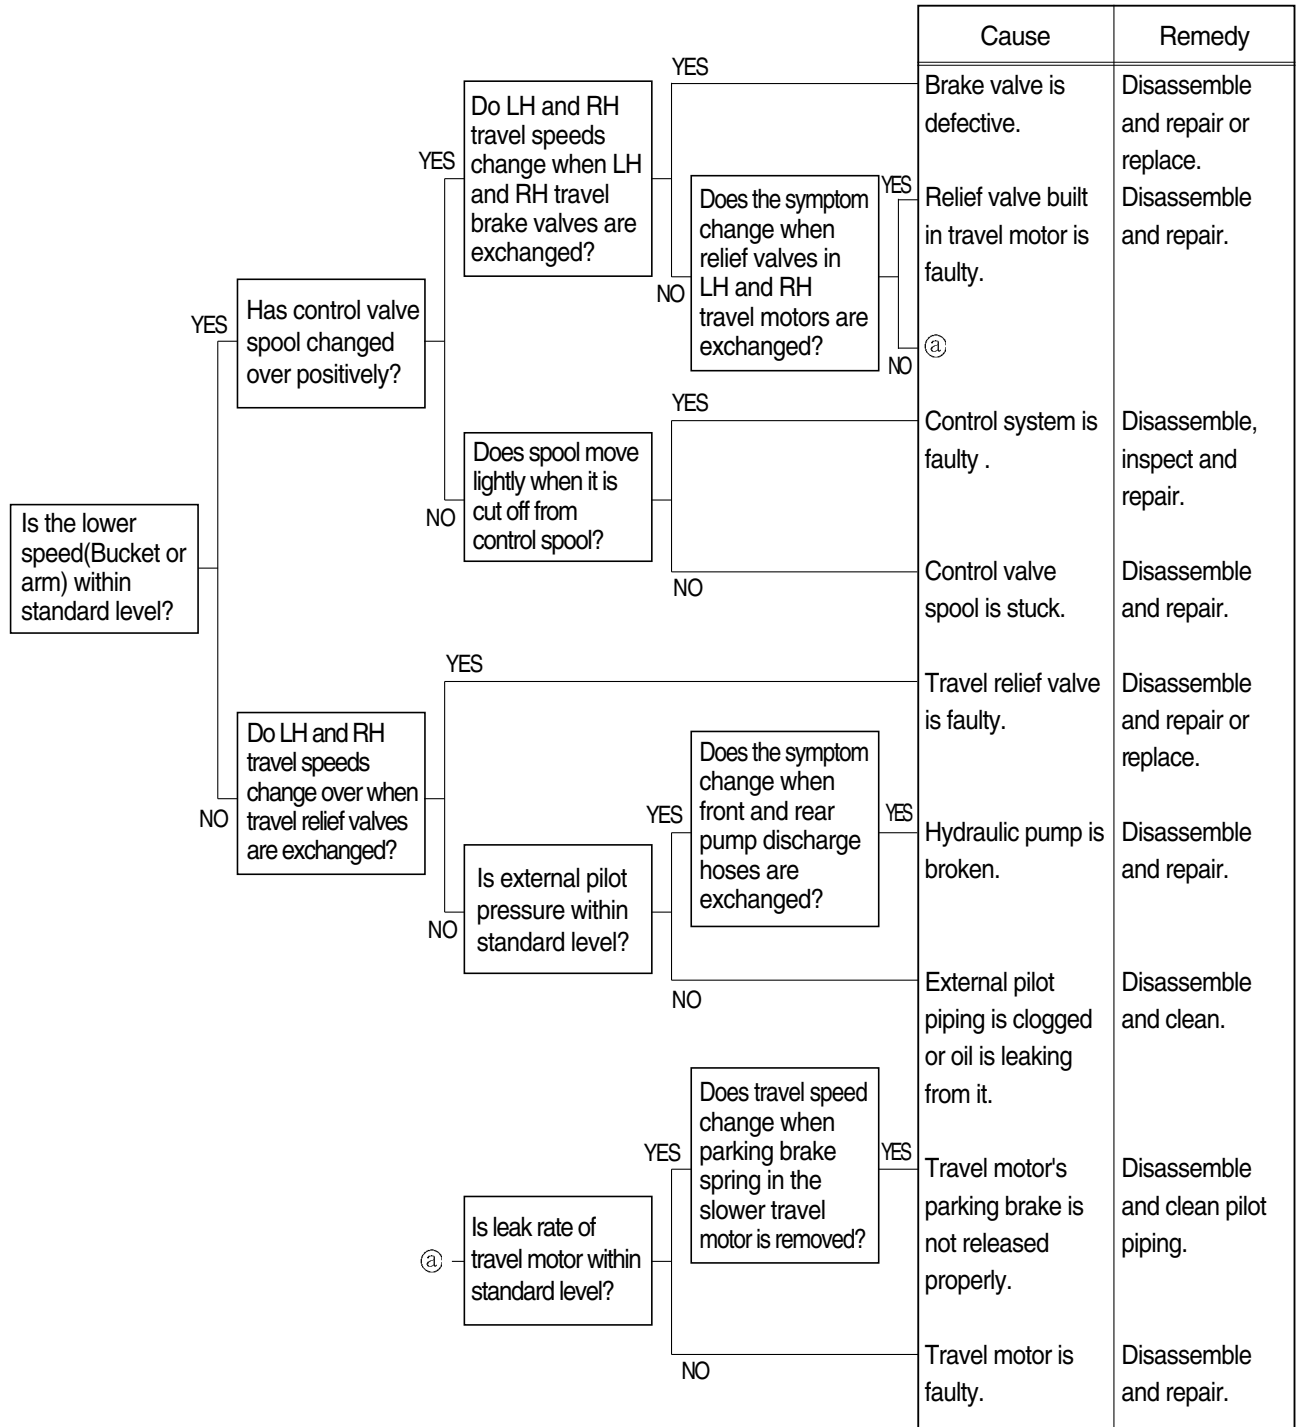 Cause
Remedy
YES
Brake valve is
defective.
Disassemble
and repair or
replace.
Do LH and RH
travel speeds
change when LH
and RH travel
brake valves are
exchanged?
YES
NO
Does the symptom
change when
relief valves in
LH and RH
travel motors are
exchanged?
YES
Relief valve built
in travel motor is
faulty.
Disassemble
and repair.
NO
ⓐ
YES
Has control valve
spool changed
over positively?
NO
Does spool move
lightly when it is
cut off from
control spool?
YES
Control system is
faulty .
Disassemble,
inspect and
repair.
NO
Control valve
spool is stuck.
Disassemble
and repair.
Is the lower
speed(Bucket or
arm) within
standard level?
NO
Do LH and RH
travel speeds
change over when
travel relief valves
are exchanged?
YES
Travel relief valve
is faulty.
Disassemble
and repair or
replace.
NO
Is external pilot
pressure within
standard level?
YES
Does the symptom
change when
front and rear
pump discharge
hoses are
exchanged?
YES
Hydraulic pump is
broken.
Disassemble
and repair.
NO
External pilot
piping is clogged
or oil is leaking
from it.
Disassemble
and clean.
ⓐ
Is leak rate of
travel motor within
standard level?
YES
Does travel speed
change when
parking brake
spring in the
slower travel
motor is removed?
YES
Travel motor's
parking brake is
not released
properly.
Disassemble
and clean pilot
piping.
NO
Travel motor is
faulty.
Disassemble
and repair.